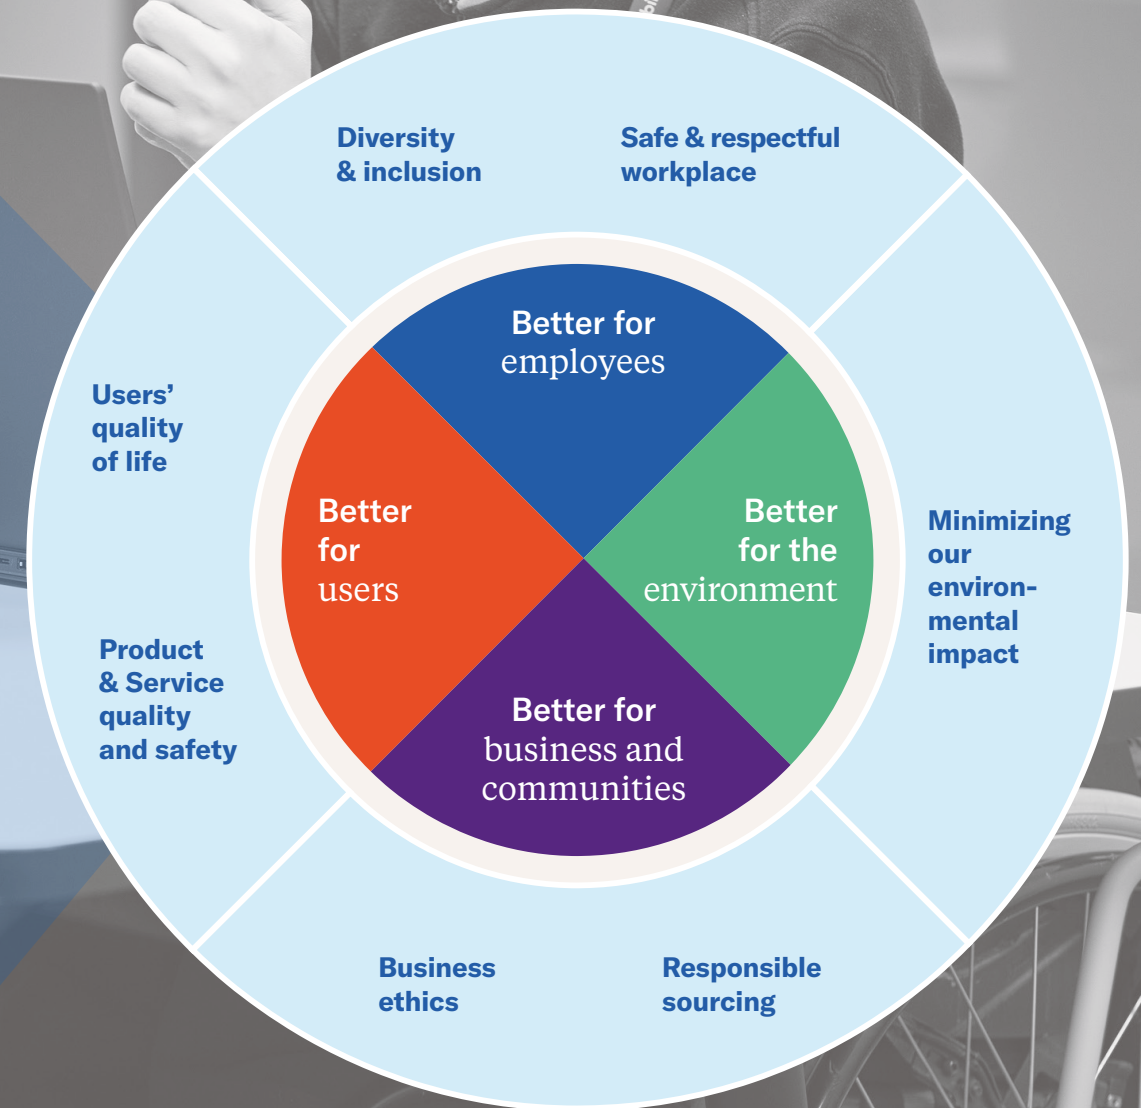 Diversity
& inclusion
Safe & respectful
workplace
Better for
employees
Users’
quality
of life
Better
for
users
Better
for the
environment
Minimizing
our
environ-
mental
impact
Product
& Service
quality
and safety
Better for
business and
communities
Business
ethics
Responsible
sourcing